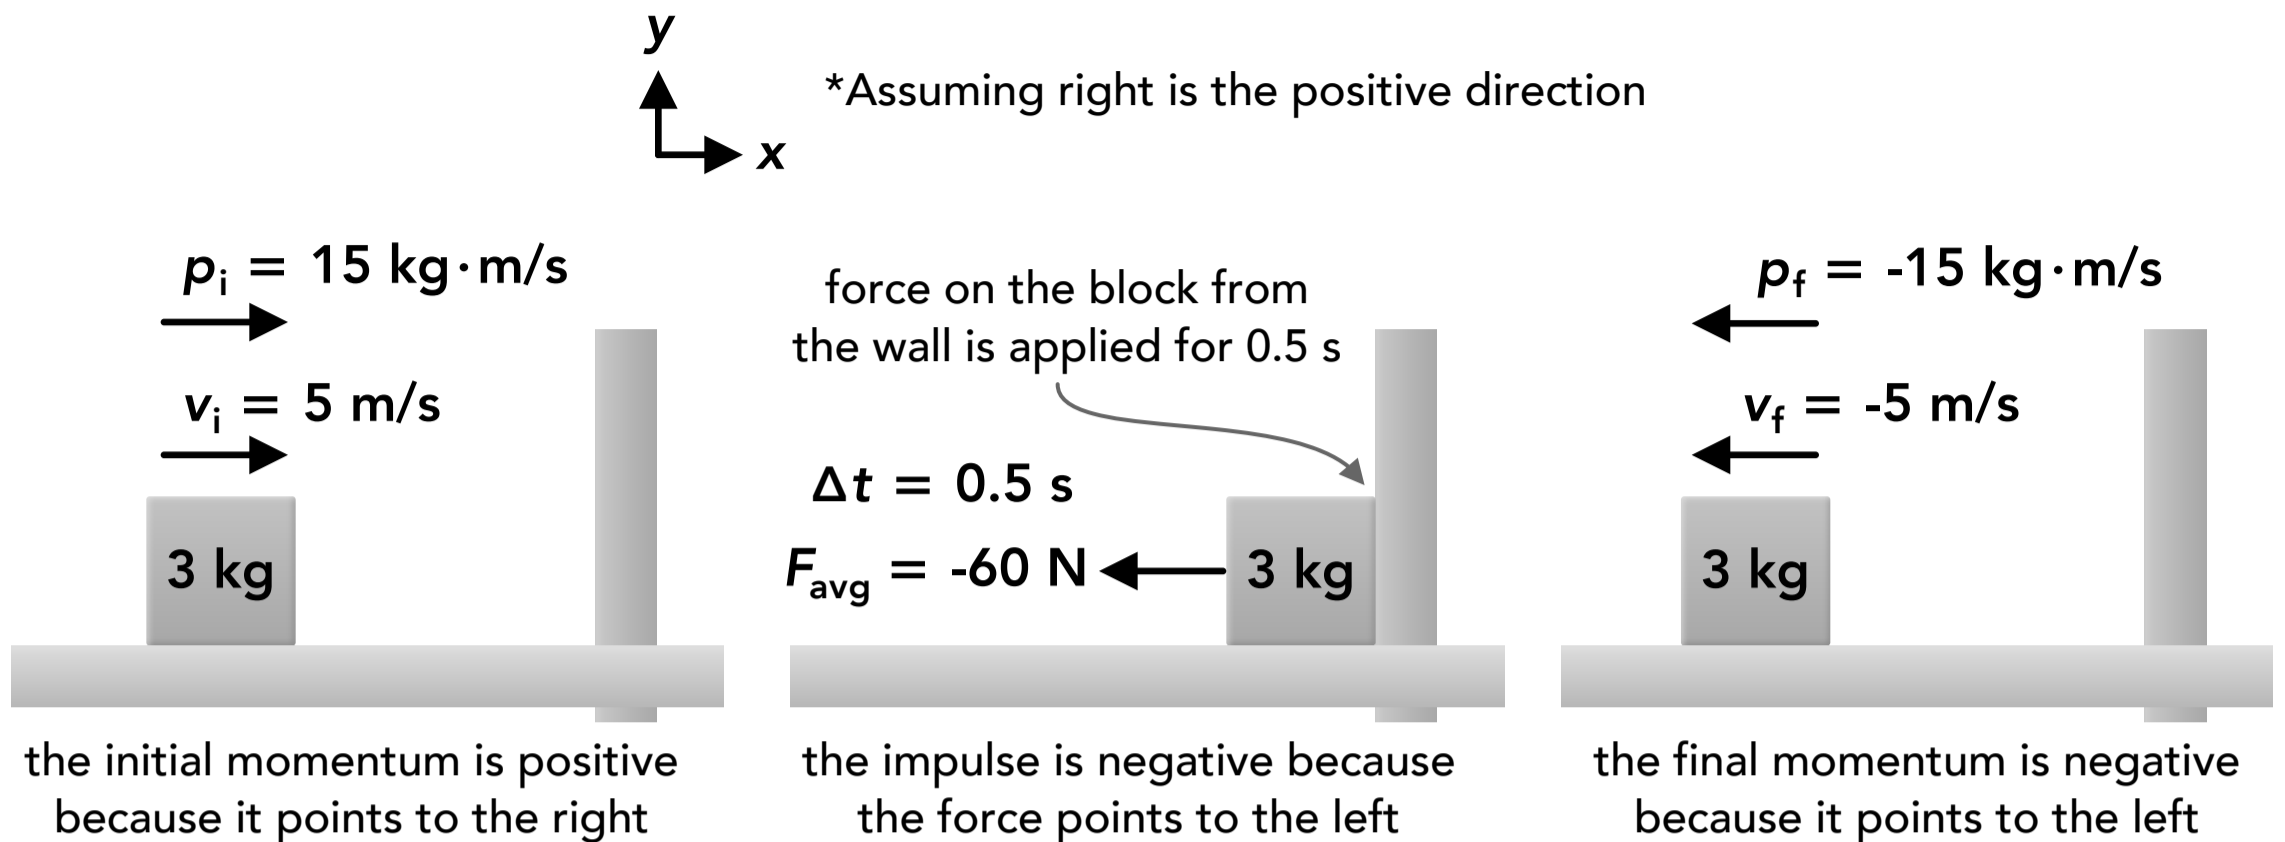 y
x
*Assuming right is the positive direction
pi = 15 kg·m/s
vi = 5 m/s
3 kg
the initial momentum is positive
because it points to the right
force on the block from
the wall is applied for 0.5 s
Δt = 0.5 s
Favg = -60 N
3 kg
the impulse is negative because
the force points to the left
pf = -15 kg·m/s
vf = -5 m/s
3 kg
the final momentum is negative
because it points to the left